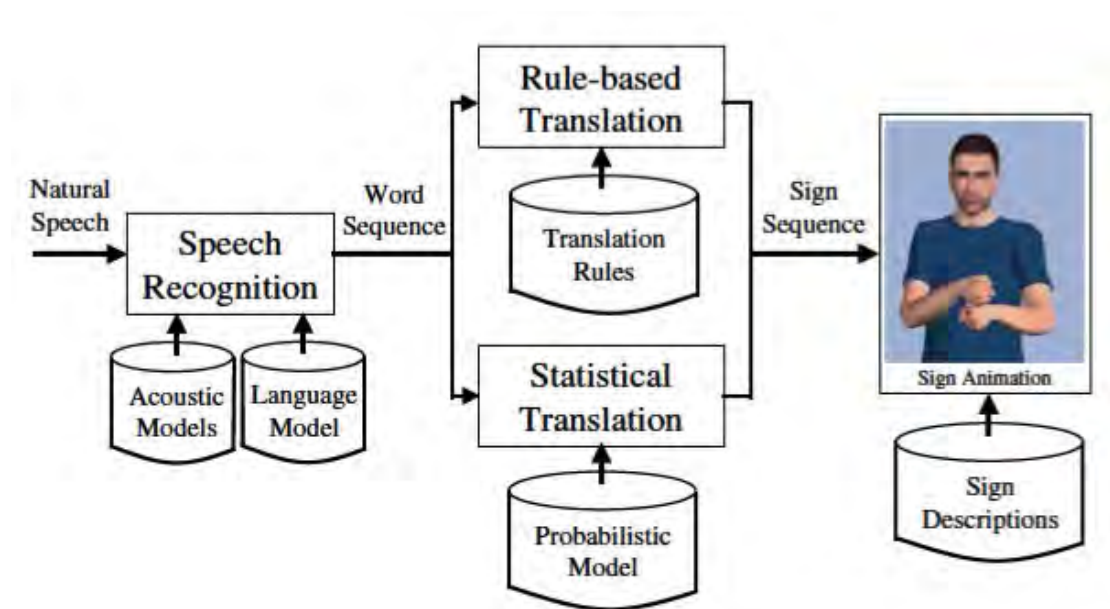 Natural
Speech
Speech
Recognition
Acoustic
Models
Language
Model
Word
Sequence
Rule-based
Translation
Translation
Rules
Statistical
Translation
Probabilistic
Model
Sign
Sequence
Sign Animation
Sign
Descriptions